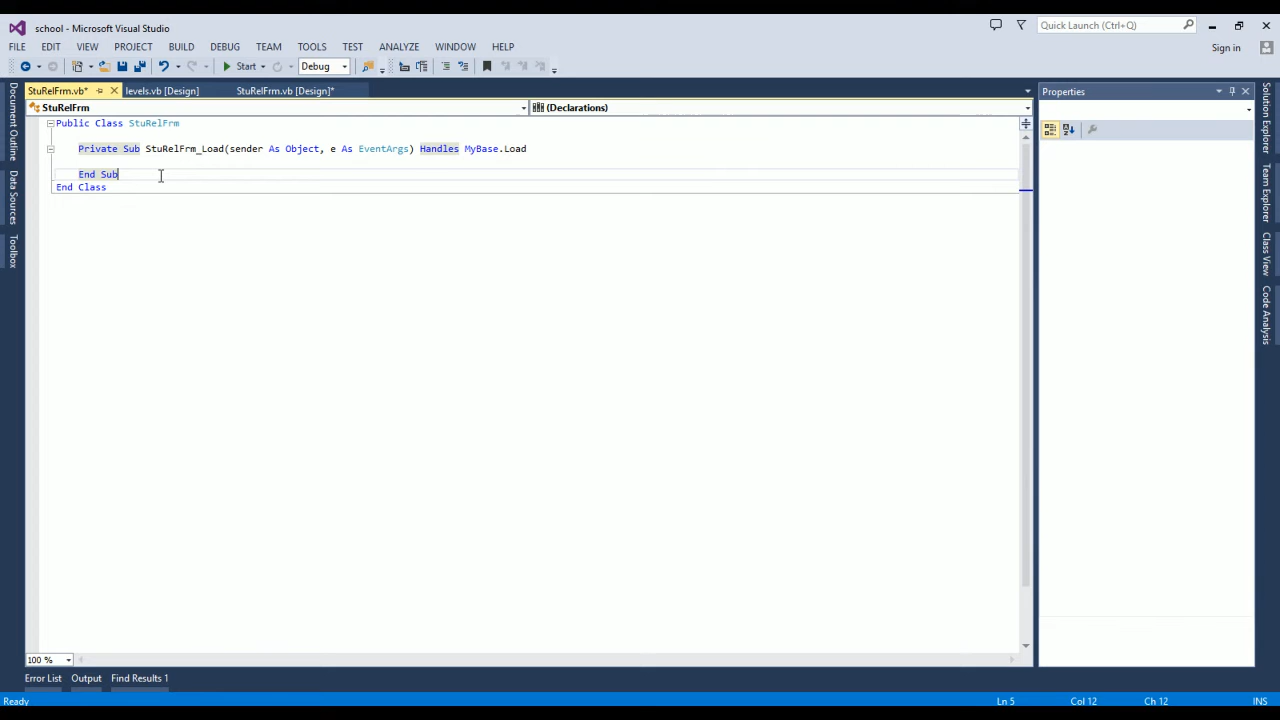 school - Microsoft Visual Studio
Quick Launch (Ctrl+Q)
FILE EDIT VIEW PROJECT BUILD DEBUG TEAM TOOLS TEST ANALYZE WINDOW HELP
Sign in
Start Debug
StuRelFrm.vb* levels.vb [Design] StuRelFrm.vb [Design]*
Properties
StuRelFrm (Declarations)
Public Class StuRelFrm
Private Sub StuRelFrm_Load(sender As Object, e As EventArgs) Handles MyBase.Load
End Sub
End Class
Document Outline
Data Sources
Toolbox
Solution Explorer
Team Explorer
Class View
Code Analysis
100 %
Error List Output Find Results 1
Ready Ln 5 Col 12 Ch 12 INS